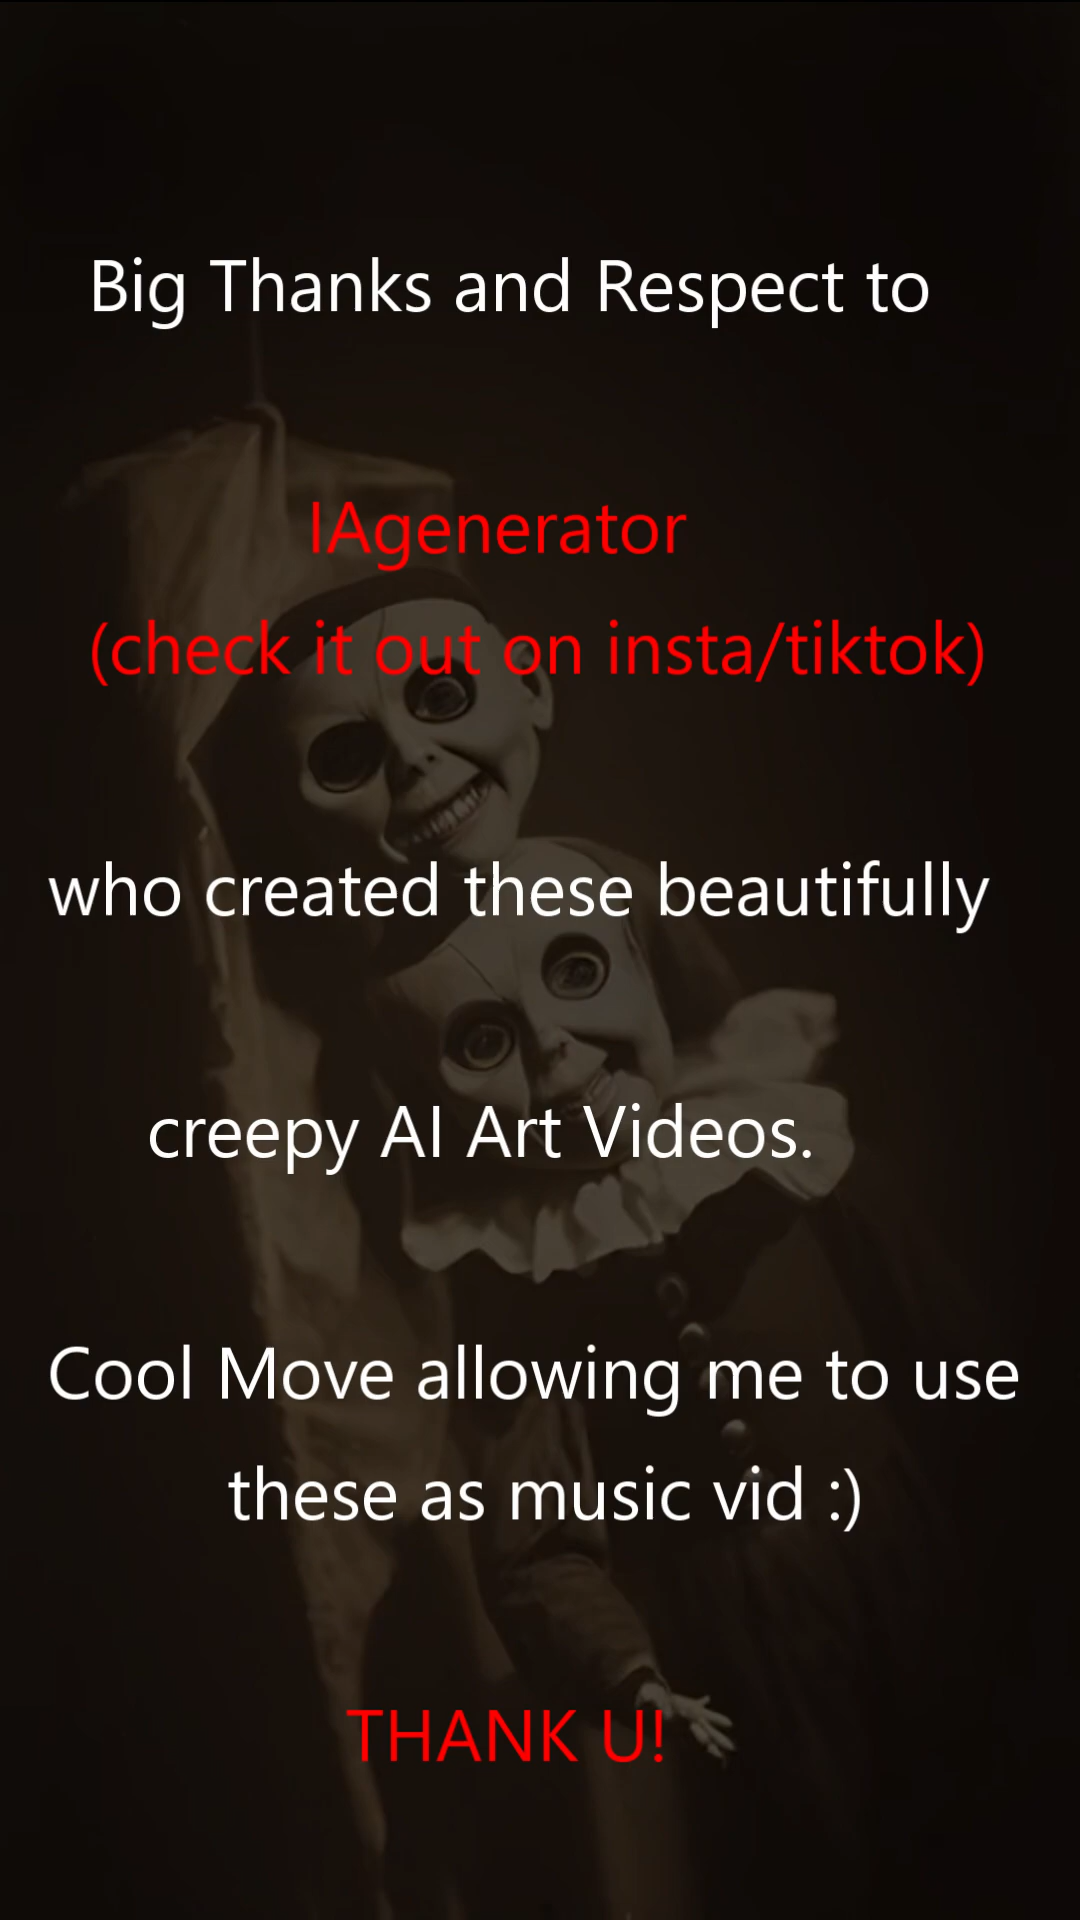 Big Thanks and Respect to
IAgenerator
(check it out on insta/tiktok)
who created these beautifully
creepy AI Art Videos.
Cool Move allowing me to use
these as music vid :)
THANK U!